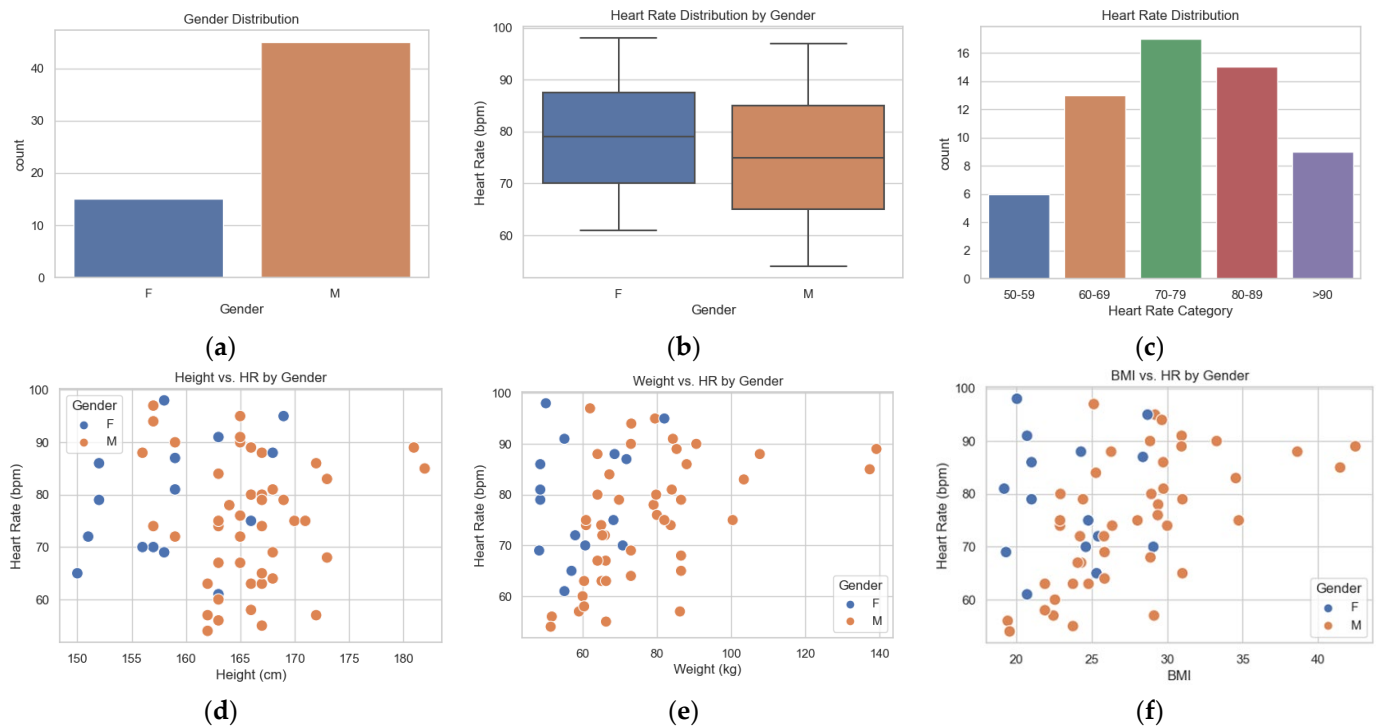 Gender Distribution
count
40
30
20
10
0
F
M
Gender
(a)
Heart Rate Distribution by Gender
Heart Rate (bpm)
100
90
80
70
60
F
M
Gender
(b)
Heart Rate Distribution
count
16
14
12
10
8
6
4
2
0
50-59
60-69
70-79
80-89
>90
Heart Rate Category
(c)
Height vs. HR by Gender
Heart Rate (bpm)
100
90
80
70
60
Gender
F
M
150
155
160
165
170
175
180
Height (cm)
(d)
Weight vs. HR by Gender
Heart Rate (bpm)
100
90
80
70
60
Gender
F
M
60
80
100
120
140
Weight (kg)
(e)
BMI vs. HR by Gender
Heart Rate (bpm)
100
90
80
70
60
Gender
F
M
20
25
30
35
40
BMI
(f)